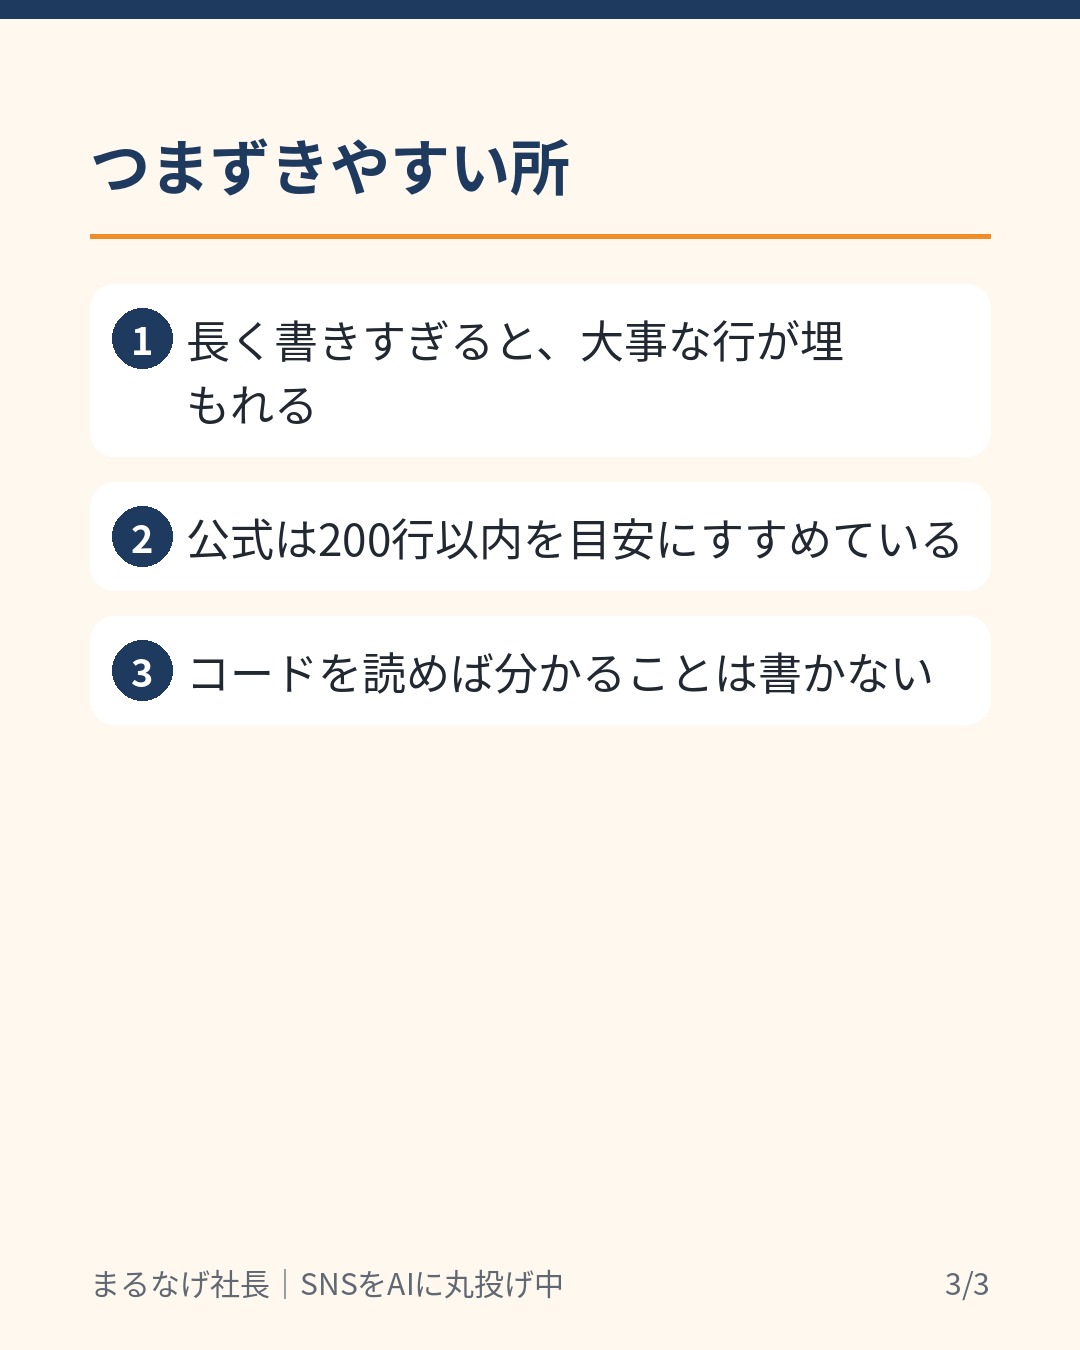 つまずきやすい所
1 長く書きすぎると、大事な行が埋
もれる
2 公式は200行以内を目安にすすめている
3 コードを読めば分かることは書かない
まるなげ社長｜SNSをAIに丸投げ中
3/3